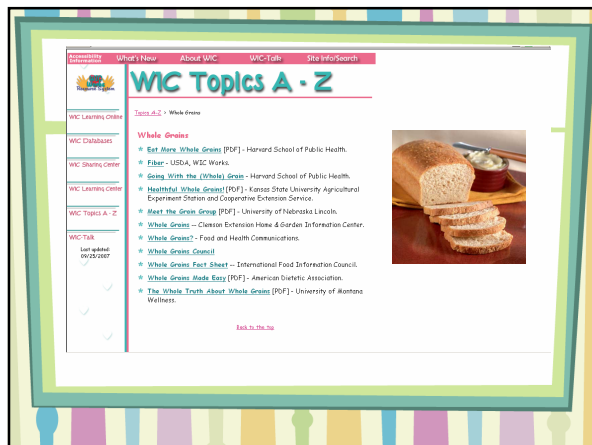 Accessibility
Information
What's New
About WIC
WIC-Talk
Site Info/Search
WIC Topics A - Z
WIC Learning Online
WIC Databases
WIC Sharing Center
WIC Learning Center
WIC Topics A - Z
WIC-Talk
Last updated:
09/25/2007
Topics A-Z > Whole Grains
Whole Grains
Eat More Whole Grains [PDF] - Harvard School of Public Health.
Fiber - USDA, WIC Works.
Going With the (Whole) Grain - Harvard School of Public Health.
Healthful Whole Grains! [PDF] - Kansas State University Agricultural
Experiment Station and Cooperative Extension Service.
Meet the Grain Group [PDF] - University of Nebraska Lincoln.
Whole Grains -- Clemson Extension Home & Garden Information Center.
Whole Grains? - Food and Health Communications.
Whole Grains Council
Whole Grains Fact Sheet -- International Food Information Council.
Whole Grains Made Easy [PDF] - American Dietetic Association.
The Whole Truth About Whole Grains [PDF] - University of Montana
Wellness.
Back to the top